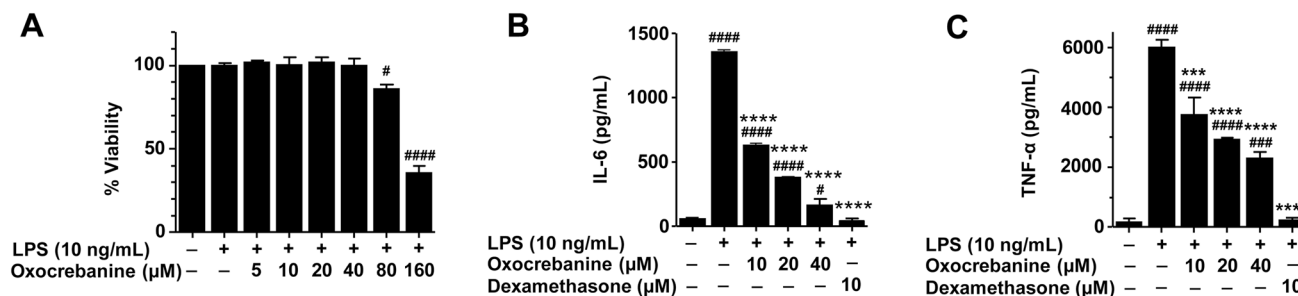 A
% Viability
100
50
0
#
####
LPS (10 ng/mL) – + + + + + + +
Oxocrebanine (μM) – – 5 10 20 40 80 160
B
IL-6 (pg/mL)
1500
1000
500
0
####
****
####
****
####
****
#
****
LPS (10 ng/mL) – + + + + +
Oxocrebanine (μM) – – 10 20 40 –
Dexamethasone (μM) – – – – – 10
C
TNF-α (pg/mL)
6000
4000
2000
0
####
***
####
****
####
****
###
LPS (10 ng/mL) – + + + + +
Oxocrebanine (μM) – – 10 20 40 –
Dexamethasone (μM) – – – – – 10